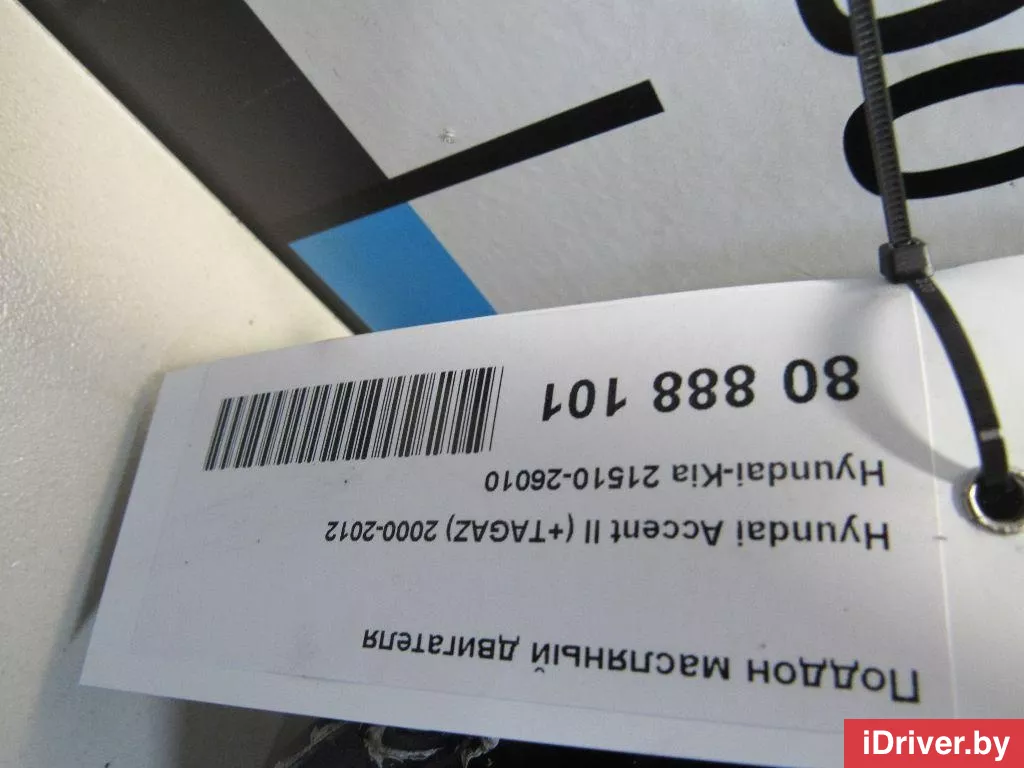 Поддон масляный двигателя
Hyundai Accent II (+TAGAZ) 2000-2012
Hyundai-Kia 21510-26010
80 888 101
iDriver.by